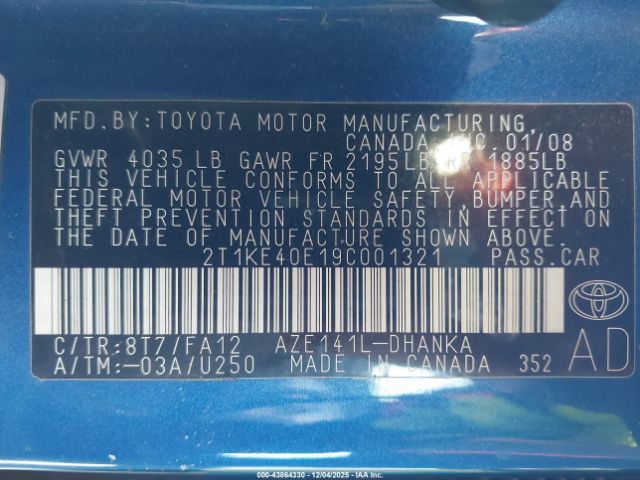 MFD. BY: TOYOTA MOTOR MANUFACTURING,
CANADA INC. 01/08
GVWR 4035 LB GAWR FR 2195LB RR 1885LB
THIS VEHICLE CONFORMS TO ALL APPLICABLE
FEDERAL MOTOR VEHICLE SAFETY, BUMPER, AND
THEFT PREVENTION STANDARDS IN EFFECT ON
THE DATE OF MANUFACTURE SHOWN ABOVE.
2T1KE40E19C001321 PASS.CAR
C/TR:8T7/FA12 AZE141L-DHANKA
A/TM:-03A/U250 MADE IN CANADA 352
AD
000-43864330 - 12/04/2025 - IAA Inc.